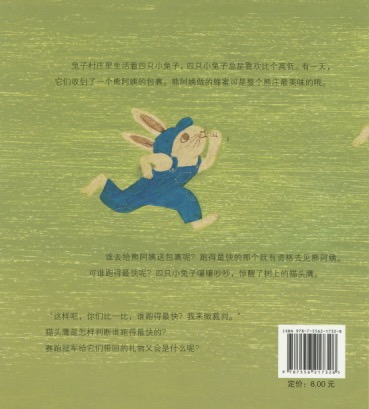 兔子村庄里生活着四只小兔子，四只小兔子总是喜欢比个高低。有一天，
它们收到了一个熊阿姨的包裹。熊阿姨做的蜂蜜可是整个熊庄最美味的哦。
谁去给熊阿姨送包裹呢？跑得最快的那个就有资格去见熊阿姨。
可谁跑得最快呢？四只小兔子嚷嚷吵吵，惊醒了树上的猫头鹰。
“这样吧，你们比一比，谁跑得最快？我来做裁判。”
猫头鹰是怎样判断谁跑得最快的？
赛跑冠军给它们带回的礼物又会是什么呢？
定价：8.00 元